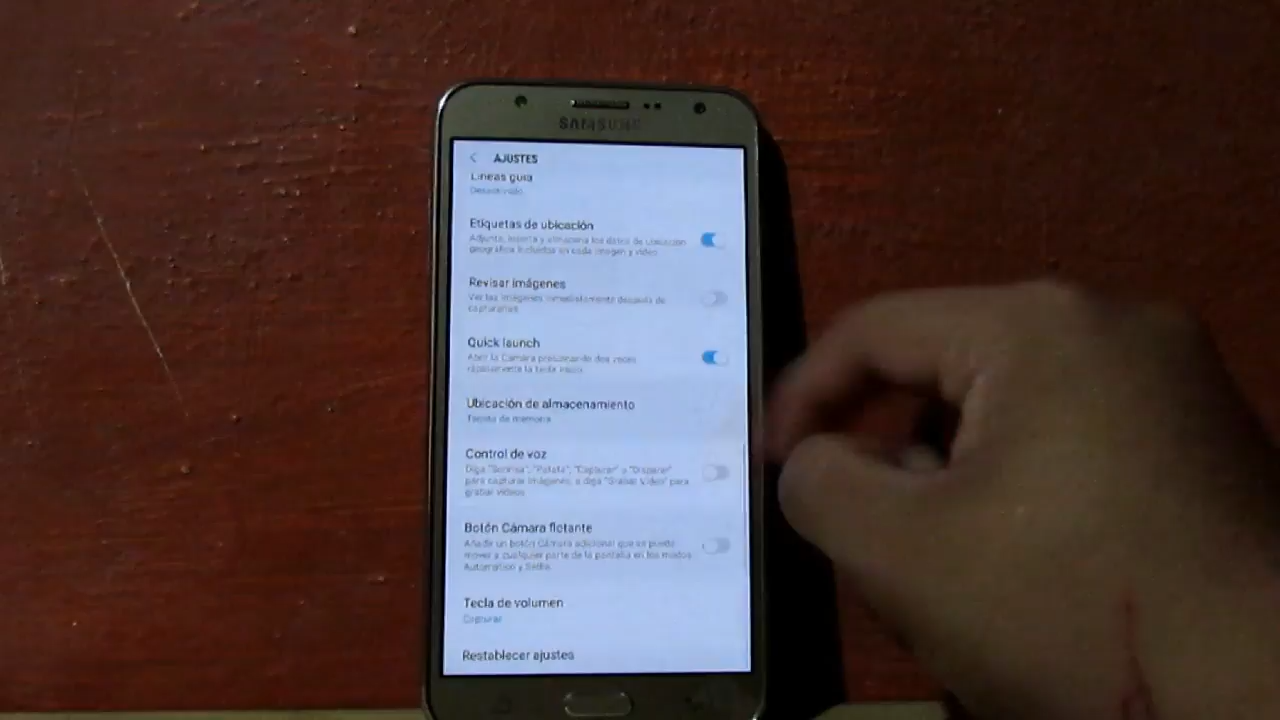 SAMSUNG
AJUSTES
Líneas guía
Desactivado
Etiquetas de ubicación
Adjunta, inserta y almacena los datos de ubicación
geográfica incluidos en cada imagen y vídeo.
Revisar imágenes
Ver las imágenes inmediatamente después de
capturarlas.
Quick launch
Abrir la Cámara presionando dos veces
rápidamente la tecla Inicio.
Ubicación de almacenamiento
Tarjeta de memoria
Control de voz
Diga "Sonrisa", "Patata", "Capturar" o "Disparar"
para capturar imágenes, o diga "Grabar vídeo" para
grabar vídeos.
Botón Cámara flotante
Añade un botón Cámara adicional que se puede
mover a cualquier parte de la pantalla en los modos
Automático y Selfie.
Tecla de volumen
Capturar
Restablecer ajustes